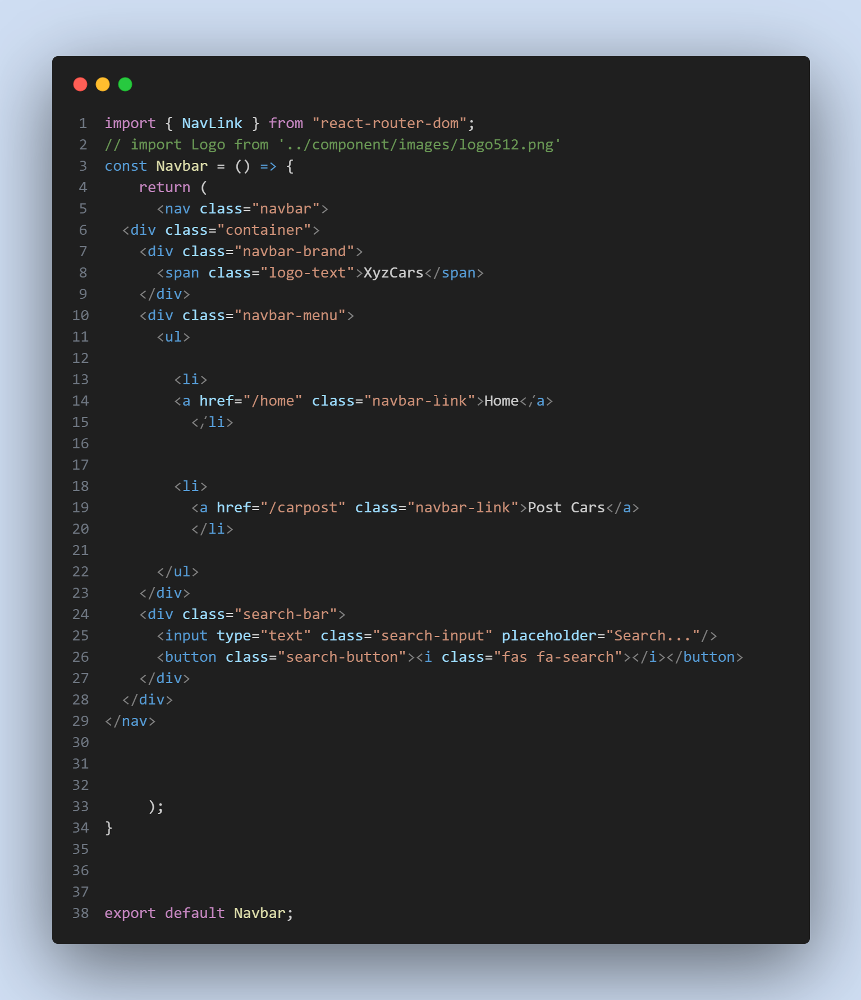 1 import { NavLink } from "react-router-dom";
2 // import Logo from '../component/images/logo512.png'
3 const Navbar = () => {
4     return (
5       <nav class="navbar">
6   <div class="container">
7     <div class="navbar-brand">
8       <span class="logo-text">XyzCars</span>
9     </div>
10     <div class="navbar-menu">
11       <ul>
12
13         <li>
14         <a href="/home" class="navbar-link">Home</a>
15           </li>
16
17
18         <li>
19           <a href="/carpost" class="navbar-link">Post Cars</a>
20           </li>
21
22       </ul>
23     </div>
24     <div class="search-bar">
25       <input type="text" class="search-input" placeholder="Search..."/>
26       <button class="search-button"><i class="fas fa-search"></i></button>
27     </div>
28   </div>
29 </nav>
30
31
32
33      );
34 }
35
36
37
38 export default Navbar;